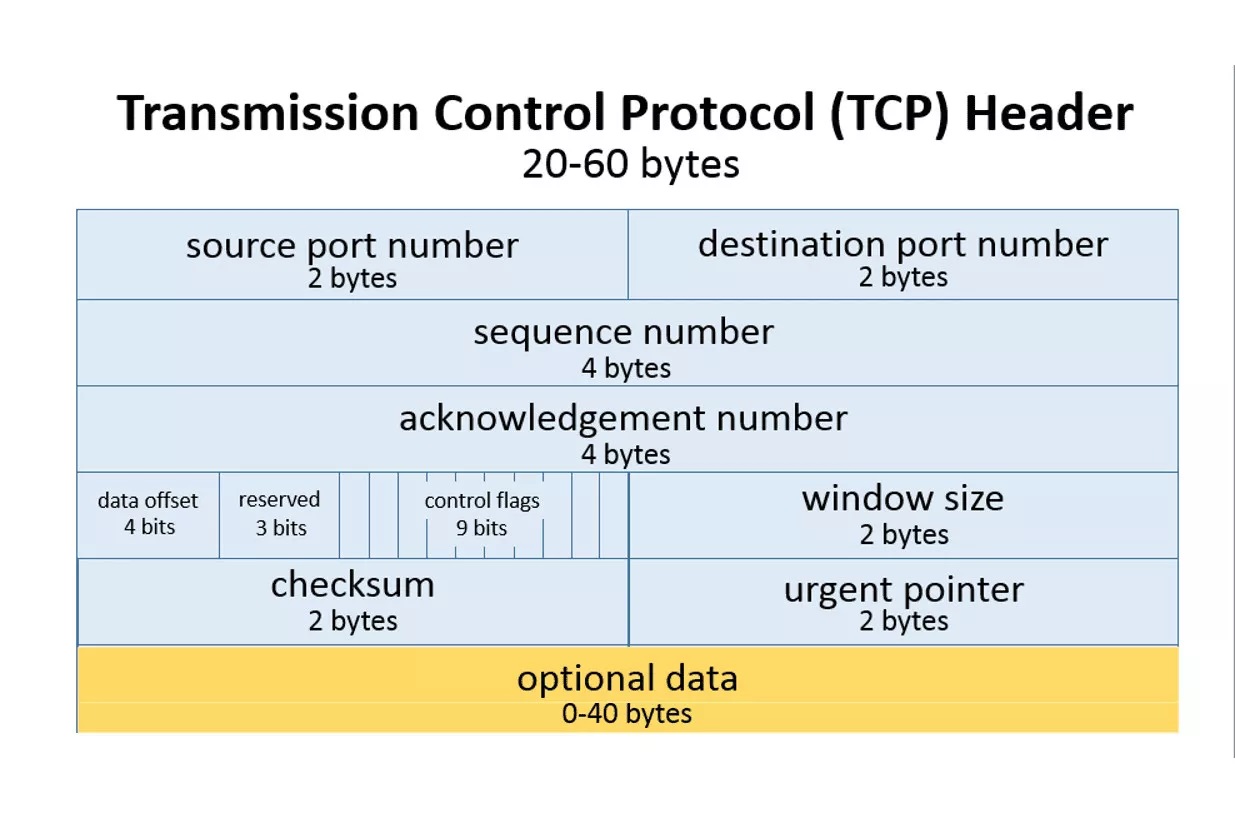 Transmission Control Protocol (TCP) Header
20-60 bytes
source port number
2 bytes
destination port number
2 bytes
sequence number
4 bytes
acknowledgement number
4 bytes
data offset
4 bits
reserved
3 bits
control flags
9 bits
window size
2 bytes
checksum
2 bytes
urgent pointer
2 bytes
optional data
0-40 bytes